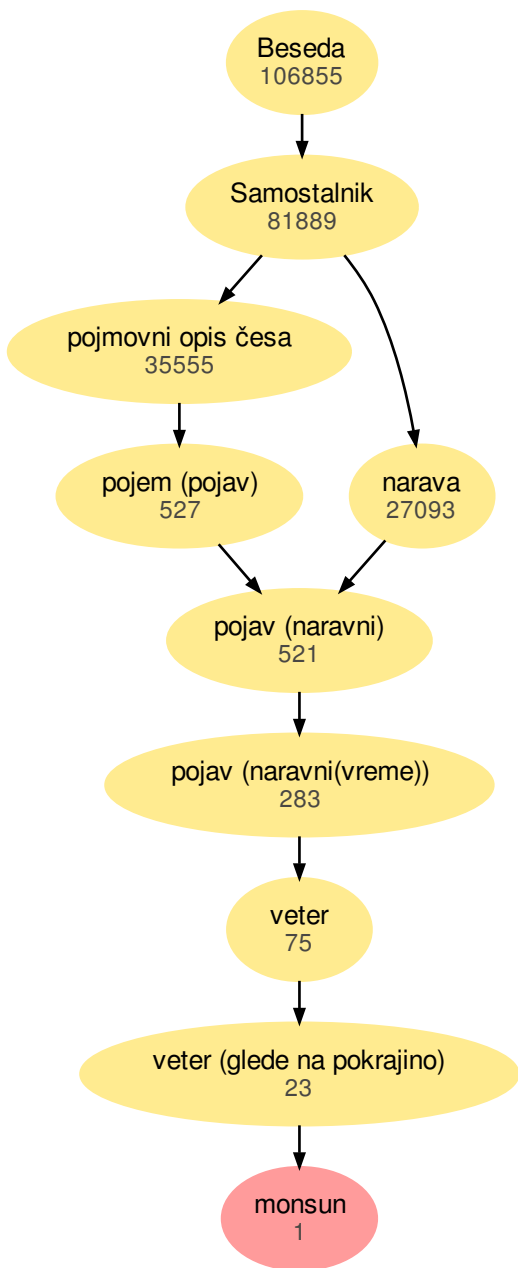 Beseda
106855
Samostalnik
81889
pojmovni opis česa
35555
pojem (pojav)
527
narava
27093
pojav (naravni)
521
pojav (naravni(vreme))
283
veter
75
veter (glede na pokrajino)
23
monsun
1